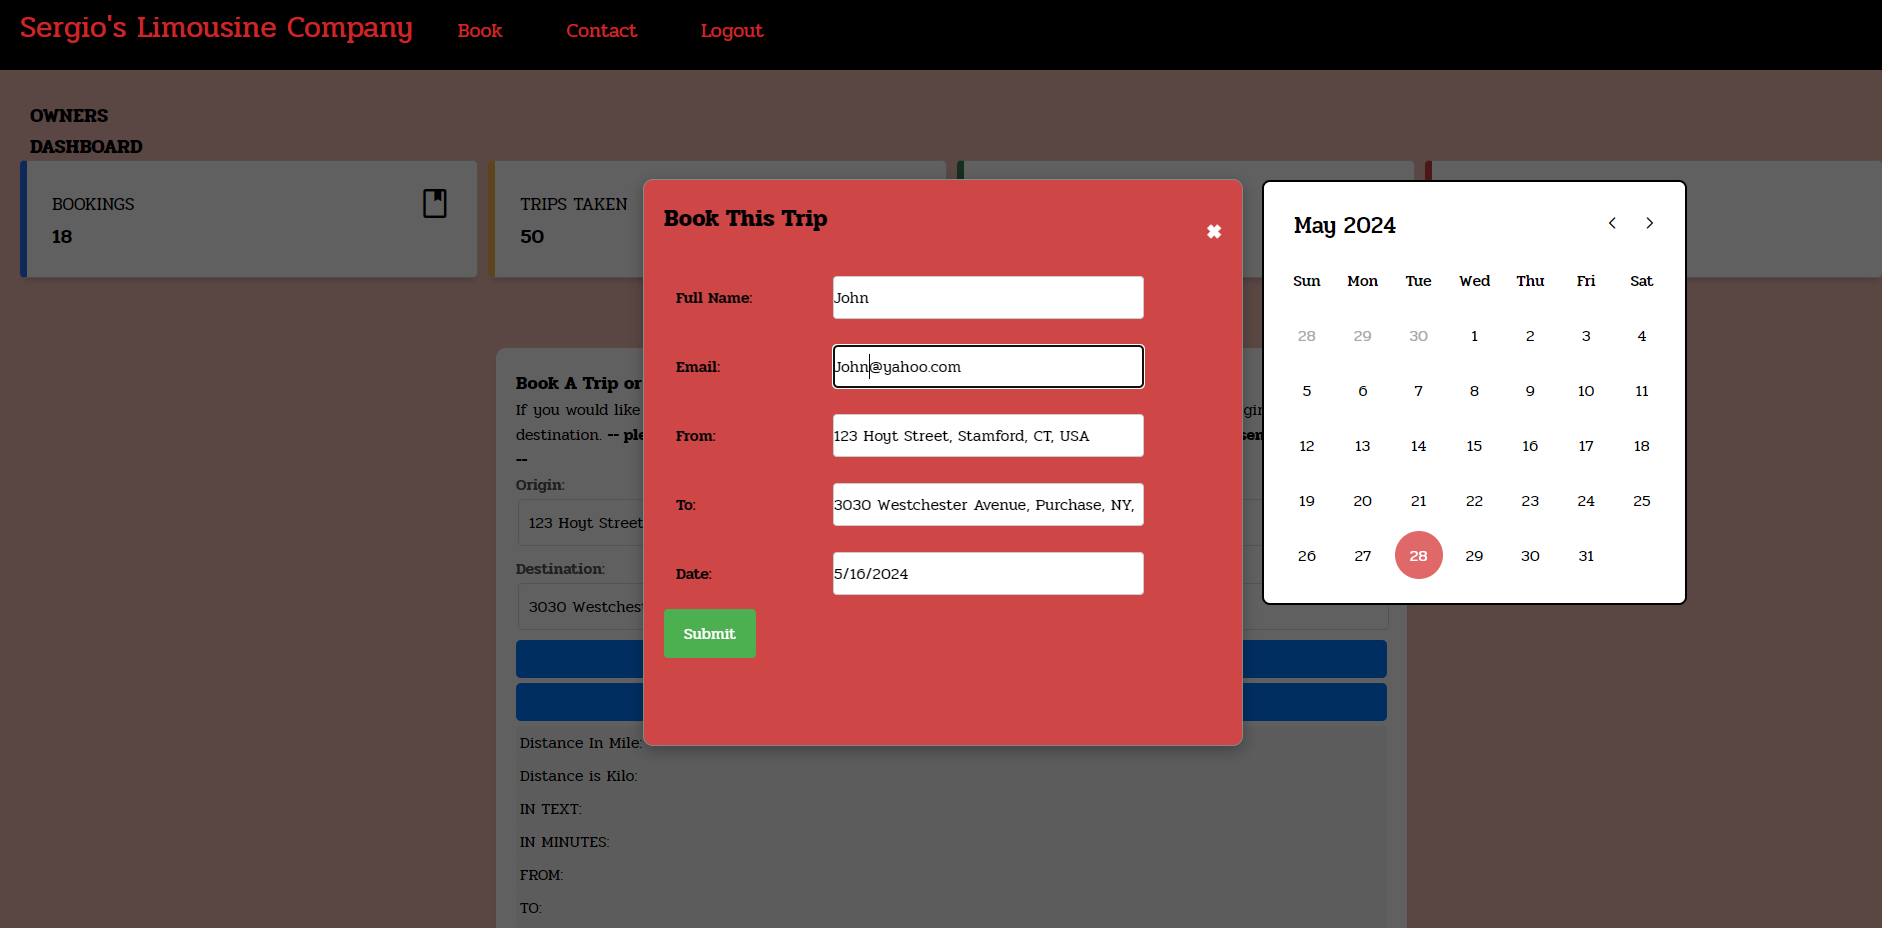 Sergio's Limousine Company Book Contact Logout
OWNERS
DASHBOARD
BOOKINGS
18
TRIPS TAKEN
50
Book This Trip
✖
Full Name: John
Email: John@yahoo.com
From: 123 Hoyt Street, Stamford, CT, USA
To: 3030 Westchester Avenue, Purchase, NY,
Date: 5/16/2024
Submit
May 2024
Sun Mon Tue Wed Thu Fri Sat
28 29 30 1 2 3 4
5 6 7 8 9 10 11
12 13 14 15 16 17 18
19 20 21 22 23 24 25
26 27 28 29 30 31
Book A Trip or
If you would like
destination. --
--
Origin:
123 Hoyt Street
Destination:
3030
Distance In Mile:
Distance is Kilo:
IN TEXT:
IN MINUTES:
FROM:
TO: